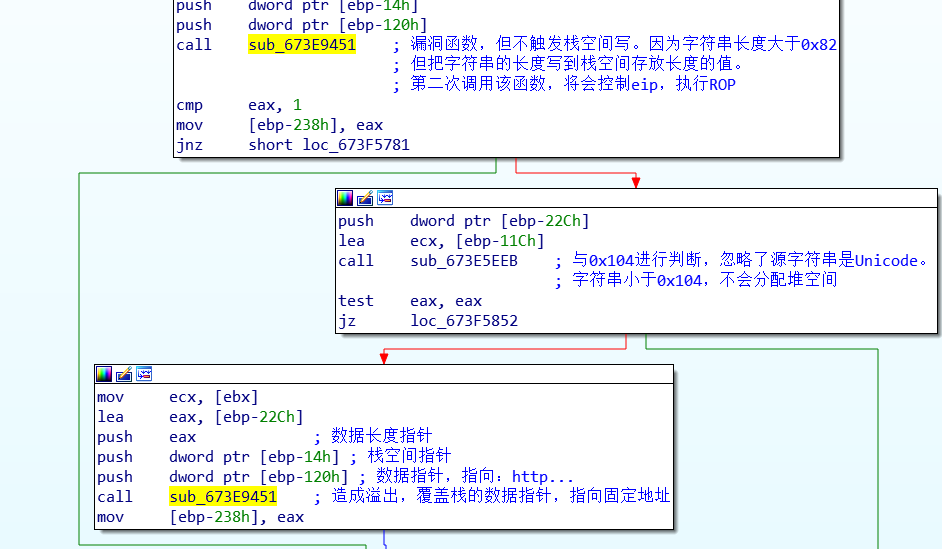 push dword ptr [ebp-14h]
push dword ptr [ebp-120h]
call sub_673E9451 ; 漏洞函数，但不触发栈空间写。因为字符串长度大于0x82
; 但把字符串的长度写到栈空间存放长度的值。
; 第二次调用该函数，将会控制eip，执行ROP
cmp eax, 1
mov [ebp-238h], eax
jnz short loc_673F5781
push dword ptr [ebp-22Ch]
lea ecx, [ebp-11Ch]
call sub_673E5EEB ; 与0x104进行判断，忽略了源字符串是Unicode。
; 字符串小于0x104，不会分配堆空间
test eax, eax
jz loc_673F5852
mov ecx, [ebx]
lea eax, [ebp-22Ch]
push eax ; 数据长度指针
push dword ptr [ebp-14h] ; 栈空间指针
push dword ptr [ebp-120h] ; 数据指针，指向：http...
call sub_673E9451 ; 造成溢出，覆盖栈的数据指针，指向固定地址
mov [ebp-238h], eax